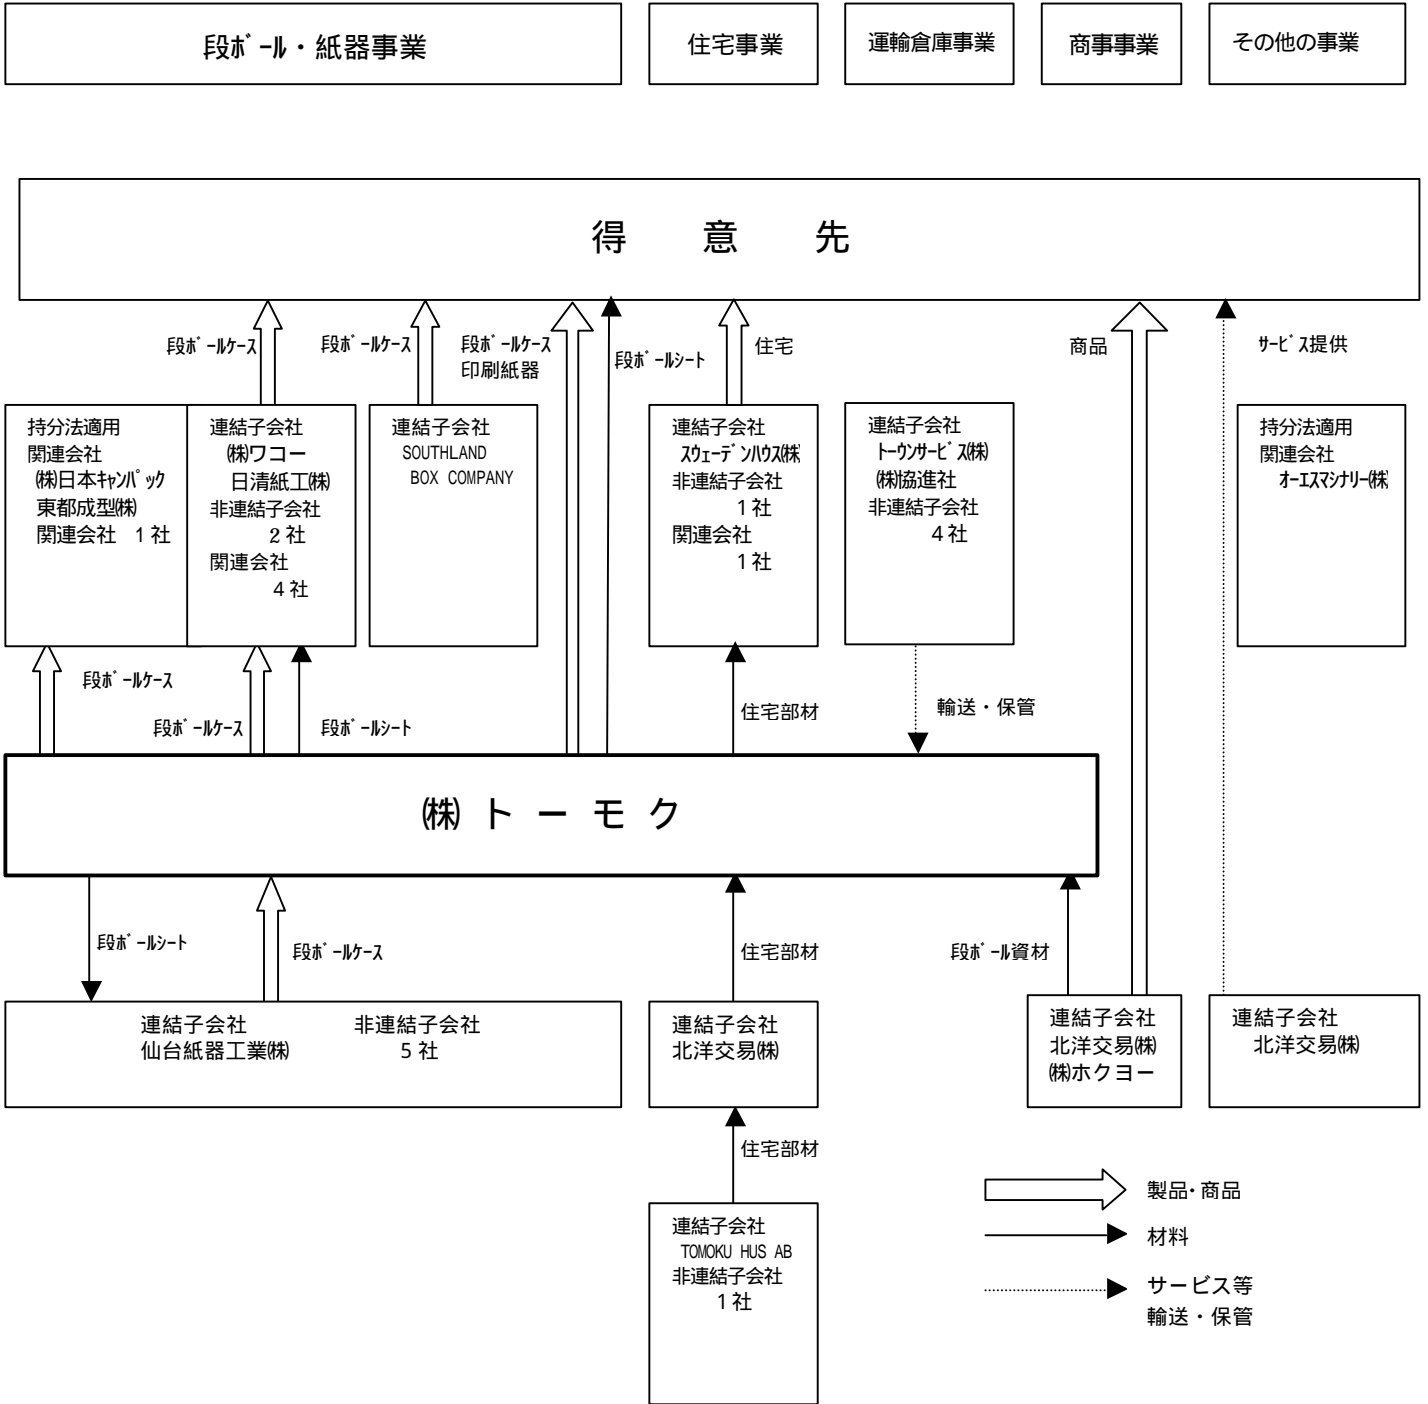 段ﾎﾞｰﾙ・紙器事業
住宅事業
運輸倉庫事業
商事事業
その他の事業
得 意 先
段ﾎﾞｰﾙｹｰｽ
段ﾎﾞｰﾙｹｰｽ
段ﾎﾞｰﾙｹｰｽ
印刷紙器
段ﾎﾞｰﾙｼｰﾄ
住宅
商品
ｻｰﾋﾞｽ提供
持分法適用
関連会社
㈱日本ｷｬﾝﾊﾟｯｸ
東都成型㈱
関連会社 1社
連結子会社
㈱ワコー
日清紙工㈱
非連結子会社
2社
関連会社
4社
連結子会社
SOUTHLAND
BOX COMPANY
連結子会社
ｽｳｪｰﾃﾞﾝﾊｳｽ㈱
非連結子会社
1社
関連会社
1社
連結子会社
ﾄｰｳﾝｻｰﾋﾞｽ㈱
㈱協進社
非連結子会社
4社
持分法適用
関連会社
ｵｰｴｽﾏｼﾅﾘｰ㈱
段ﾎﾞｰﾙｹｰｽ
段ﾎﾞｰﾙｹｰｽ
段ﾎﾞｰﾙｼｰﾄ
住宅部材
輸送・保管
㈱ トーモク
段ﾎﾞｰﾙｼｰﾄ
段ﾎﾞｰﾙｹｰｽ
住宅部材
段ﾎﾞｰﾙ資材
連結子会社 非連結子会社
仙台紙器工業㈱ 5社
連結子会社
北洋交易㈱
連結子会社
北洋交易㈱
㈱ホクヨー
連結子会社
北洋交易㈱
住宅部材
連結子会社
TOMOKU HUS AB
非連結子会社
1社
製品・商品
材料
サービス等
輸送・保管